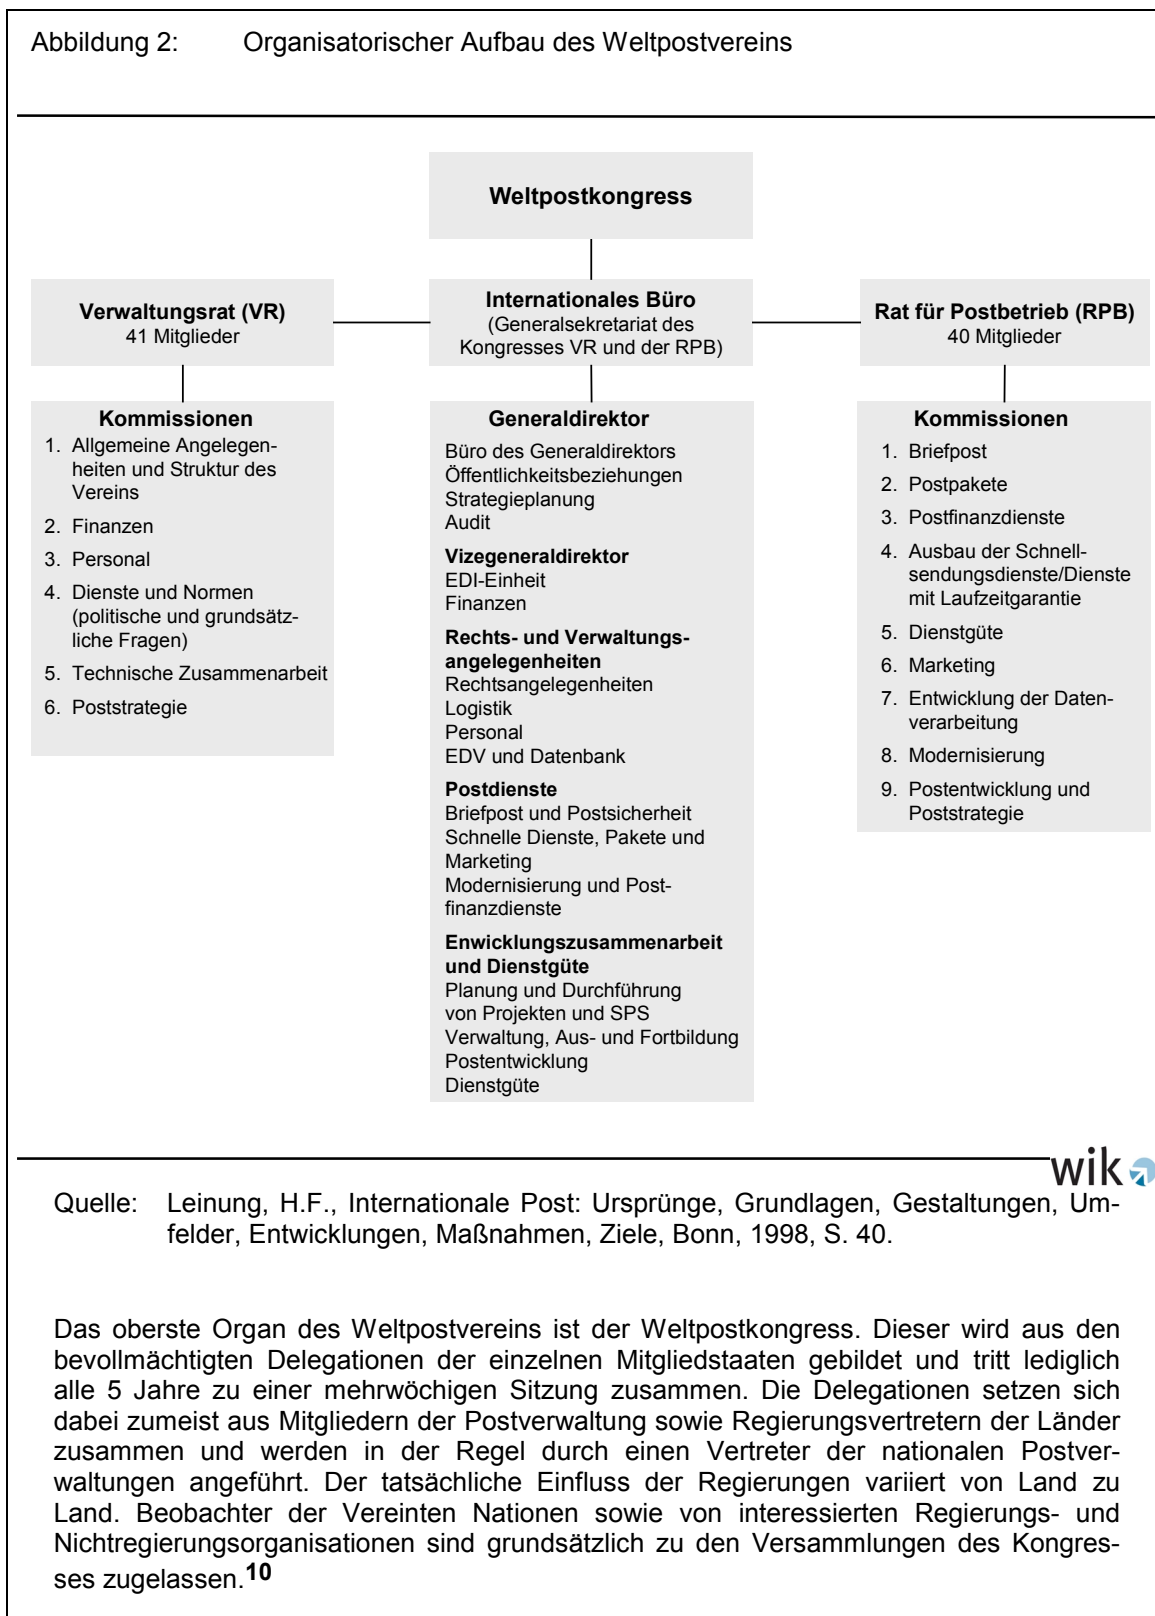 Abbildung 2: Organisatorischer Aufbau des Weltpostvereins
Weltpostkongress
Verwaltungsrat (VR)
41 Mitglieder
Internationales Büro
(Generalsekretariat des
Kongresses VR und der RPB)
Rat für Postbetrieb (RPB)
40 Mitglieder
Kommissionen
1. Allgemeine Angelegen-
heiten und Struktur des
Vereins
2. Finanzen
3. Personal
4. Dienste und Normen
(politische und grundsätz-
liche Fragen)
5. Technische Zusammenarbeit
6. Poststrategie
Generaldirektor
Büro des Generaldirektors
Öffentlichkeitsbeziehungen
Strategieplanung
Audit
Vizegeneraldirektor
EDI-Einheit
Finanzen
Rechts- und Verwaltungs-
angelegenheiten
Rechtsangelegenheiten
Logistik
Personal
EDV und Datenbank
Postdienste
Briefpost und Postsicherheit
Schnelle Dienste, Pakete und
Marketing
Modernisierung und Post-
finanzdienste
Enwicklungszusammenarbeit
und Dienstgüte
Planung und Durchführung
von Projekten und SPS
Verwaltung, Aus- und Fortbildung
Postentwicklung
Dienstgüte
Kommissionen
1. Briefpost
2. Postpakete
3. Postfinanzdienste
4. Ausbau der Schnell-
sendungsdienste/Dienste
mit Laufzeitgarantie
5. Dienstgüte
6. Marketing
7. Entwicklung der Daten-
verarbeitung
8. Modernisierung
9. Postentwicklung und
Poststrategie
wik
Quelle: Leinung, H.F., Internationale Post: Ursprünge, Grundlagen, Gestaltungen, Um-
felder, Entwicklungen, Maßnahmen, Ziele, Bonn, 1998, S. 40.
Das oberste Organ des Weltpostvereins ist der Weltpostkongress. Dieser wird aus den
bevollmächtigten Delegationen der einzelnen Mitgliedstaaten gebildet und tritt lediglich
alle 5 Jahre zu einer mehrwöchigen Sitzung zusammen. Die Delegationen setzen sich
dabei zumeist aus Mitgliedern der Postverwaltung sowie Regierungsvertretern der Länder
zusammen und werden in der Regel durch einen Vertreter der nationalen Postver-
waltungen angeführt. Der tatsächliche Einfluss der Regierungen variiert von Land zu
Land. Beobachter der Vereinten Nationen sowie von interessierten Regierungs- und
Nichtregierungsorganisationen sind grundsätzlich zu den Versammlungen des Kongres-
ses zugelassen.10